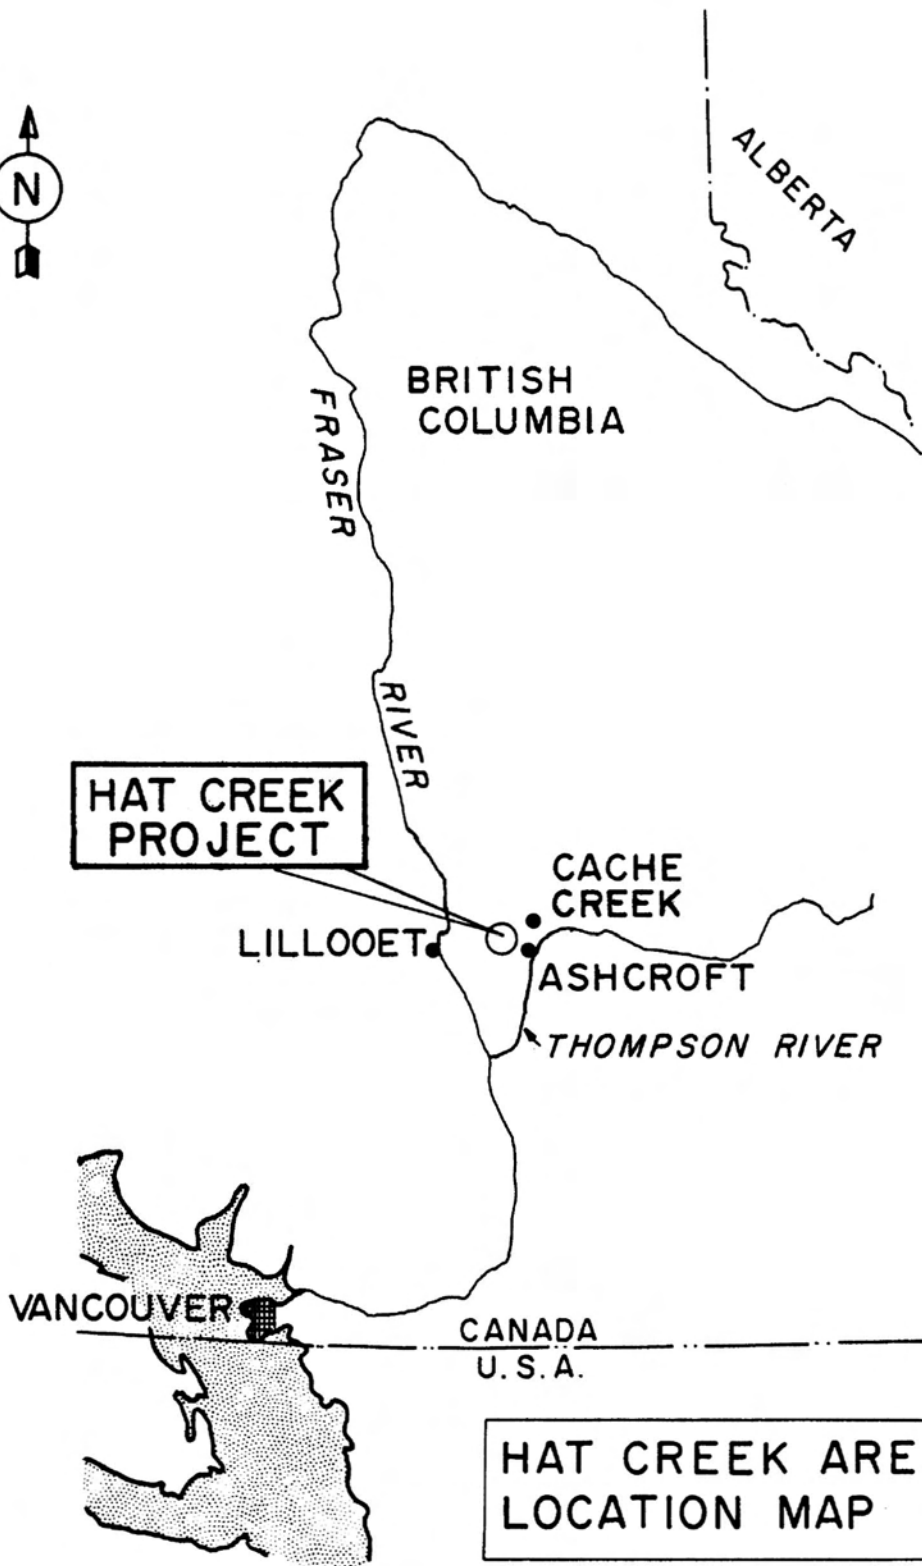 N
ALBERTA
BRITISH
COLUMBIA
FRASER
RIVER
HAT CREEK
PROJECT
CACHE
CREEK
LILLOOET
ASHCROFT
THOMPSON RIVER
VANCOUVER
CANADA
U.S.A.
HAT CREEK ARE
LOCATION MAP